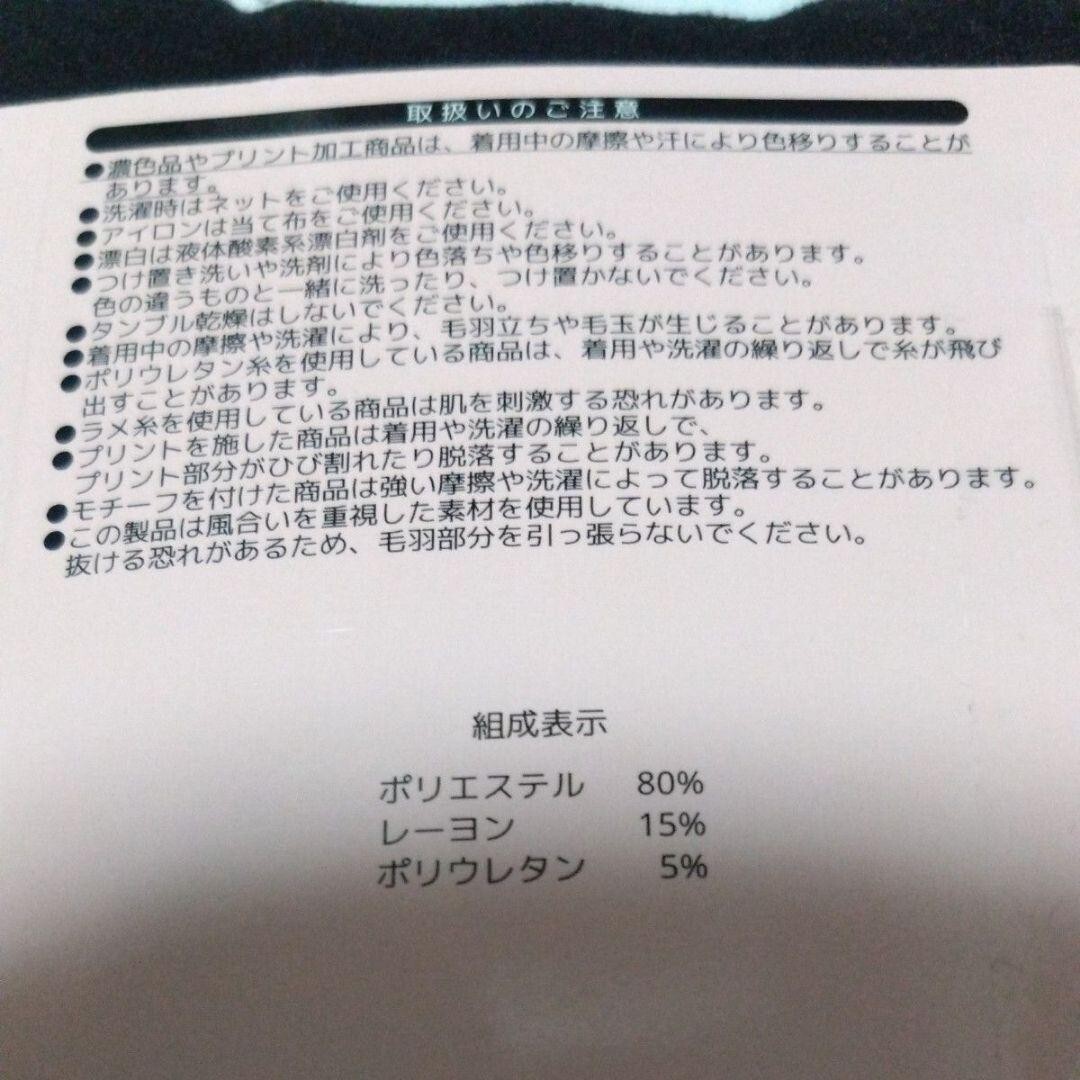 取扱いのご注意
●濃色品やプリント加工商品は、着用中の摩擦や汗により色移りすることが
あります。
●洗濯時はネットをご使用ください。
●アイロンは当て布をご使用ください。
●漂白は液体酸素系漂白剤をご使用ください。
●つけ置き洗いや洗剤により色落ちや色移りすることがあります。
色の違うものと一緒に洗ったり、つけ置かないでください。
●タンブル乾燥はしないでください。
●着用中の摩擦や洗濯により、毛羽立ちや毛玉が生じることがあります。
●ポリウレタン糸を使用している商品は、着用や洗濯の繰り返しで糸が飛び
出すことがあります。
●ラメ糸を使用している商品は肌を刺激する恐れがあります。
●プリントを施した商品は着用や洗濯の繰り返しで、
プリント部分がひび割れたり脱落することがあります。
●モチーフを付けた商品は強い摩擦や洗濯によって脱落することがあります。
●この製品は風合いを重視した素材を使用しています。
抜ける恐れがあるため、毛羽部分を引っ張らないでください。
組成表示
ポリエステル 80%
レーヨン 15%
ポリウレタン 5%